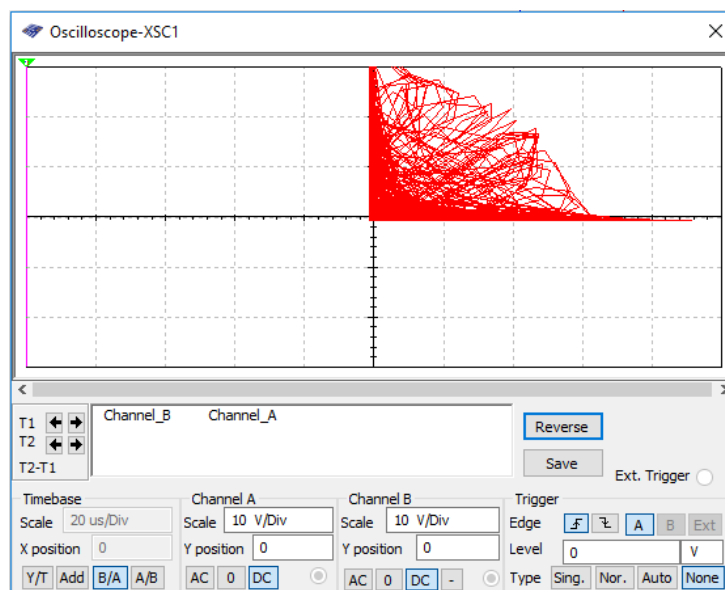 Oscilloscope-XSC1
T1
T2
T2-T1
Channel_B Channel_A
Reverse
Save
Ext. Trigger
Timebase
Scale 20 us/Div
X position 0
Y/T Add B/A A/B
Channel A
Scale 10 V/Div
Y position 0
AC 0 DC
Channel B
Scale 10 V/Div
Y position 0
AC 0 DC -
Trigger
Edge A B Ext
Level 0 V
Type Sing. Nor. Auto None